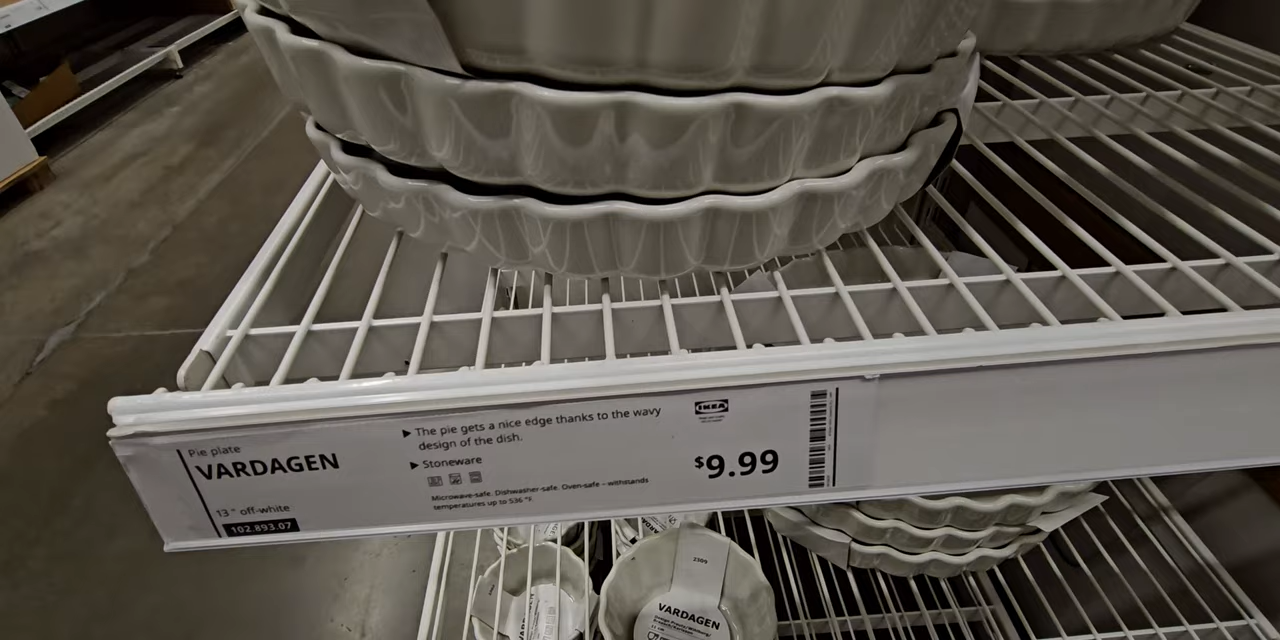 Pie plate
VARDAGEN
13" off-white
102.893.07
▶ The pie gets a nice edge thanks to the wavy
design of the dish.
▶ Stoneware
Microwave-safe. Dishwasher-safe. Oven-safe – withstands
temperatures up to 536 °F.
IKEA
$9.99
VARDAGEN
2309
VARDAGEN